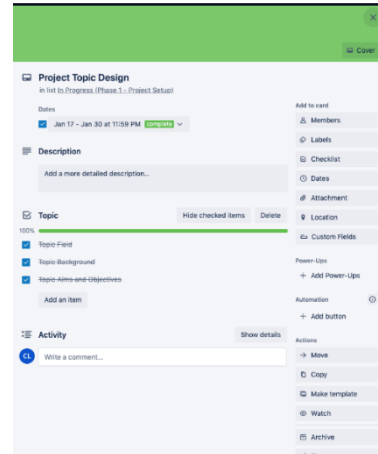 Cover
Project Topic Design
in list In Progress (Phase 1 - Project Setup)
Dates
Jan 17 - Jan 30 at 11:59 PM complete
Description
Add a more detailed description...
Topic Hide checked items Delete
100%
Topic Field
Topic Background
Topic Aims and Objectives
Add an item
Activity Show details
CL Write a comment...
Add to card
Members
Labels
Checklist
Dates
Attachment
Location
Custom Fields
Power-Ups
+ Add Power-Ups
Automation
+ Add button
Actions
Move
Copy
Make template
Watch
Archive